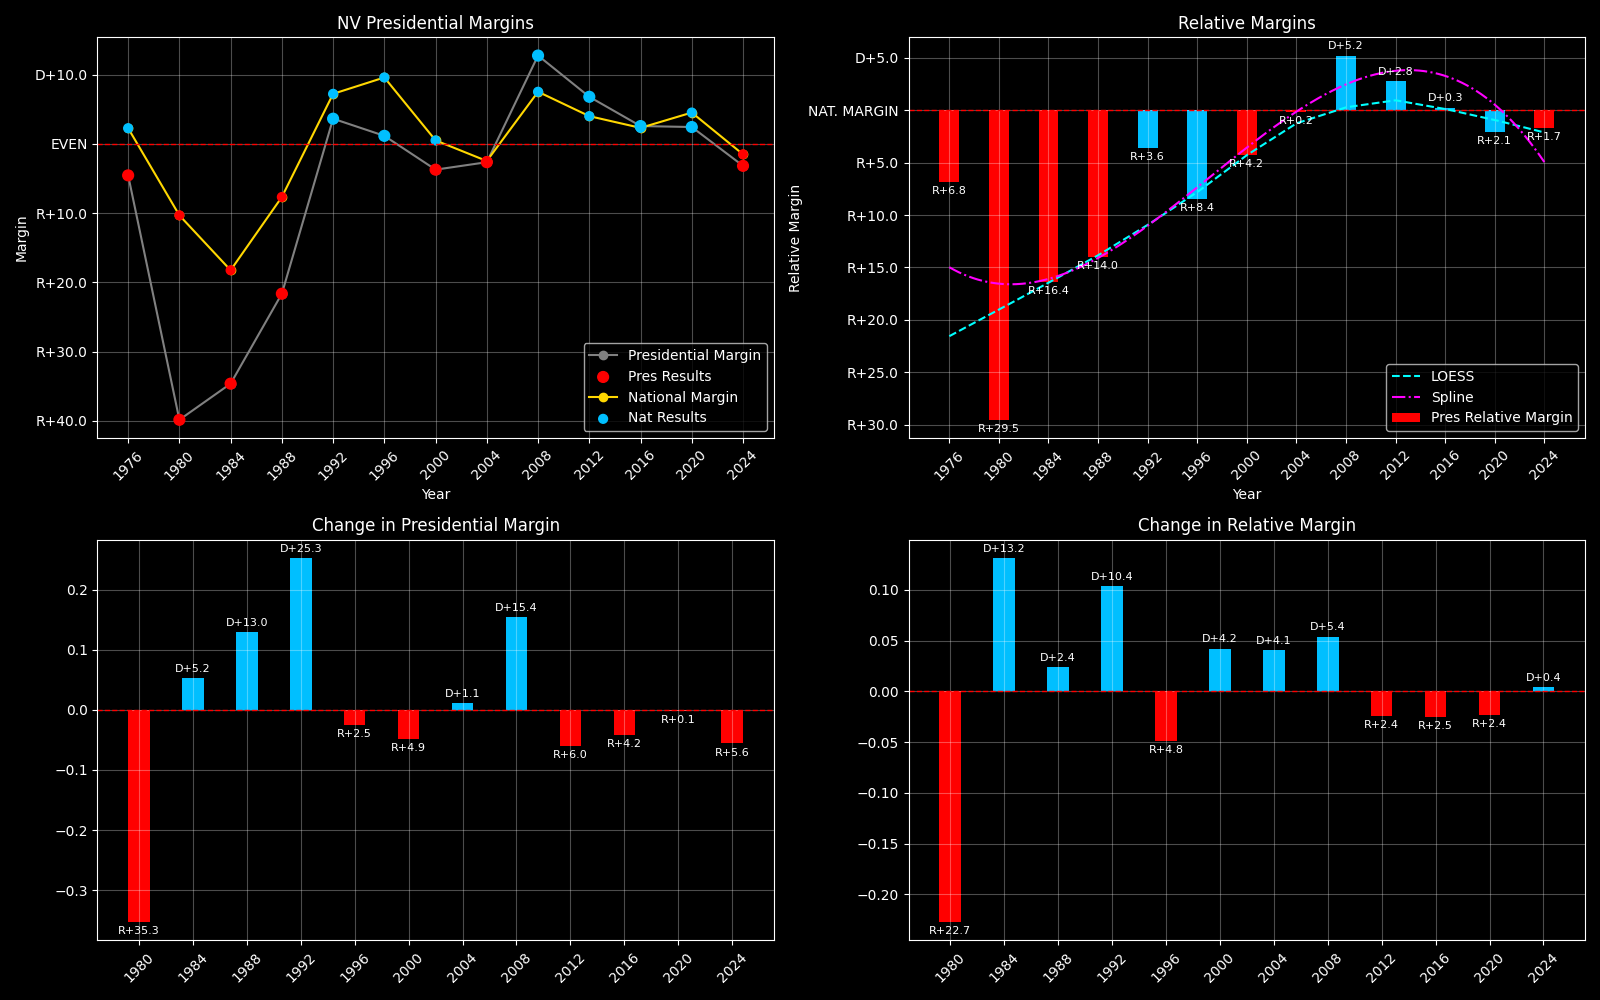 NV Presidential Margins
D+10.0
EVEN
R+10.0
R+20.0
R+30.0
R+40.0
Margin
Presidential Margin
Pres Results
National Margin
Nat Results
1976
1980
1984
1988
1992
1996
2000
2004
2008
2012
2016
2020
2024
Year
Relative Margins
D+5.0
NAT. MARGIN
R+5.0
R+10.0
R+15.0
R+20.0
R+25.0
R+30.0
Relative Margin
R+6.8
R+29.5
R+16.4
R+14.0
R+3.6
R+8.4
R+4.2
R+0.2
D+5.2
D+2.8
D+0.3
R+2.1
R+1.7
LOESS
Spline
Pres Relative Margin
1976
1980
1984
1988
1992
1996
2000
2004
2008
2012
2016
2020
2024
Year
Change in Presidential Margin
0.2
0.1
0.0
−0.1
−0.2
−0.3
R+35.3
D+5.2
D+13.0
D+25.3
R+2.5
R+4.9
D+1.1
D+15.4
R+6.0
R+4.2
R+0.1
R+5.6
1980
1984
1988
1992
1996
2000
2004
2008
2012
2016
2020
2024
Change in Relative Margin
0.10
0.05
0.00
−0.05
−0.10
−0.15
−0.20
R+22.7
D+13.2
D+2.4
D+10.4
R+4.8
D+4.2
D+4.1
D+5.4
R+2.4
R+2.5
R+2.4
D+0.4
1980
1984
1988
1992
1996
2000
2004
2008
2012
2016
2020
2024